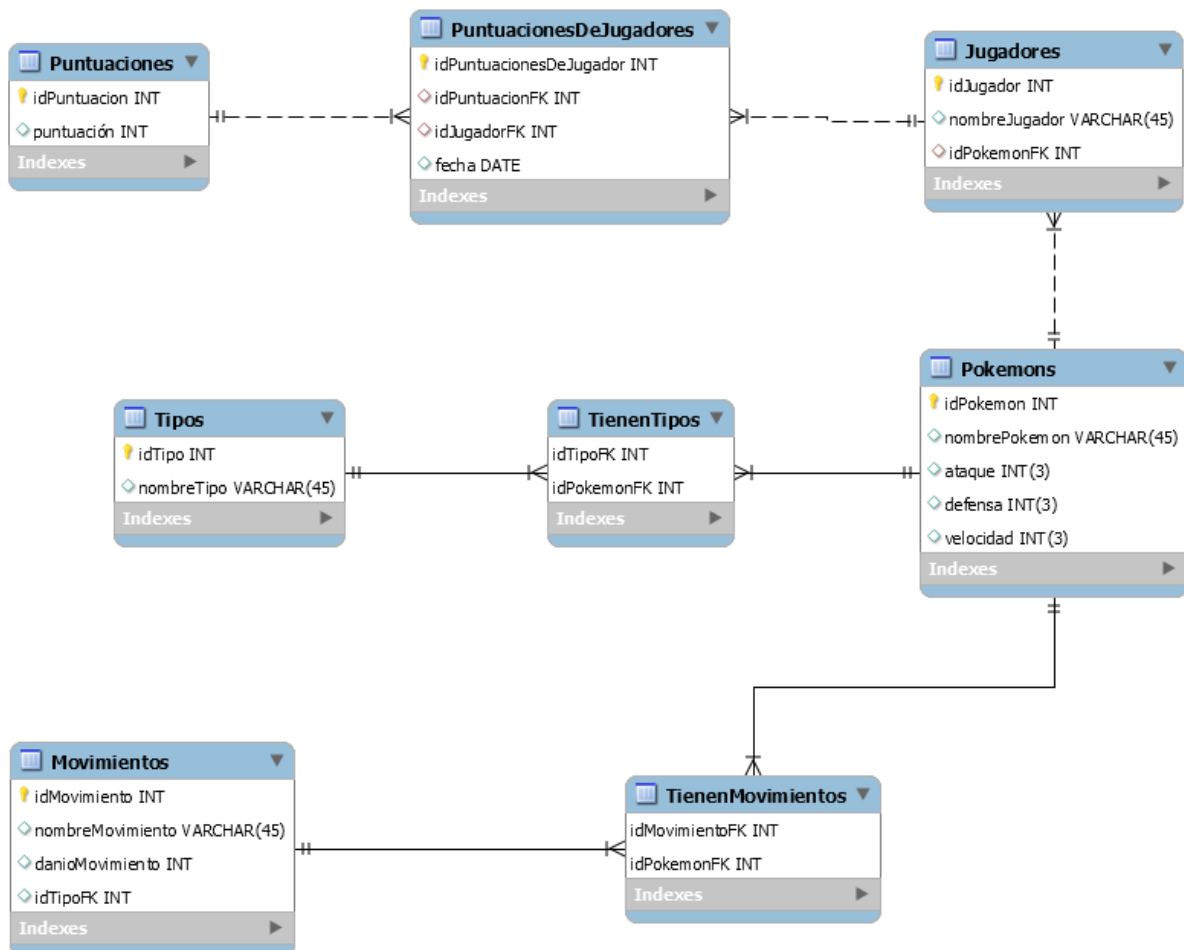 Puntuaciones
idPuntuacion INT
puntuación INT
Indexes
PuntuacionesDeJugadores
idPuntuacionesDeJugador INT
idPuntuacionFK INT
idJugadorFK INT
fecha DATE
Indexes
Jugadores
idJugador INT
nombreJugador VARCHAR(45)
idPokemonFK INT
Indexes
Tipos
idTipo INT
nombreTipo VARCHAR(45)
Indexes
TienenTipos
idTipoFK INT
idPokemonFK INT
Indexes
Pokemons
idPokemon INT
nombrePokemon VARCHAR(45)
ataque INT(3)
defensa INT(3)
velocidad INT(3)
Indexes
Movimientos
idMovimiento INT
nombreMovimiento VARCHAR(45)
danioMovimiento INT
idTipoFK INT
Indexes
TienenMovimientos
idMovimientoFK INT
idPokemonFK INT
Indexes